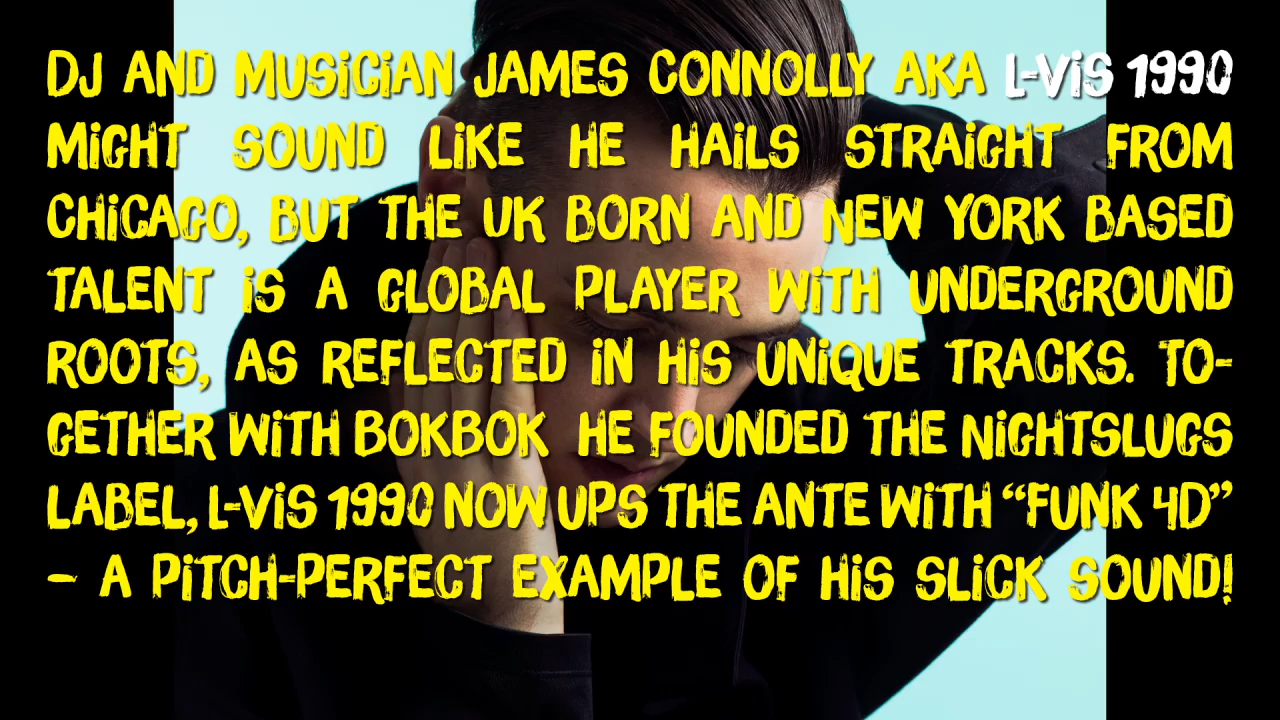 DJ AND MUSiCiAN JAMES CONNOLLY AKA L-ViS 1990
MiGHT SOUND LiKE HE HAiLS STRAiGHT FROM
CHiCAGO, BUT THE UK BORN AND NEW YORK BASED
TALENT iS A GLOBAL PLAYER WiTH UNDERGROUND
ROOTS, AS REFLECTED iN HiS UNiQUE TRACKS. TO-
GETHER WiTH BOKBOK HE FOUNDED THE NiGHTSLUGS
LABEL, L-ViS 1990 NOW UPS THE ANTE WiTH “FUNK 4D”
– A PiTCH-PERFECT EXAMPLE OF HiS SLiCK SOUND!